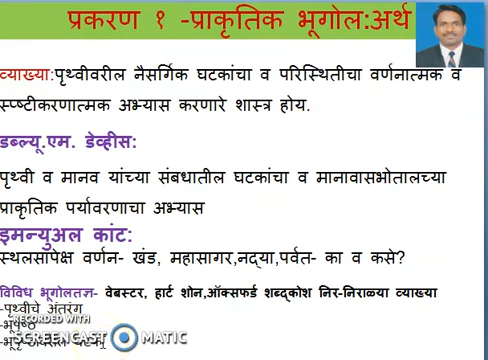 प्रकरण १ -प्राकृतिक भूगोल:अर्थ
व्याख्या:पृथ्वीवरील नैसर्गिक घटकांचा व परिस्थितीचा वर्णनात्मक व
स्पष्टीकरणात्मक अभ्यास करणारे शास्त्र होय.
डब्ल्यू.एम. डेव्हीस:
पृथ्वी व मानव यांच्या संबधातील घटकांचा व मानावासभोतालच्या
प्राकृतिक पर्यावरणाचा अभ्यास
इमन्युअल कांट:
स्थलसापेक्ष वर्णन- खंड, महासागर,नद्या,पर्वत- का व कसे?
विविध भूगोलतज्ञ- वेबस्टर, हार्ट शोन,ऑक्सफर्ड शब्दकोश निर-निराळ्या व्याख्या
-पृथ्वीचे अंतरंग
-भूपृष्ठ
RECORDED WITH
SCREENCAST MATIC